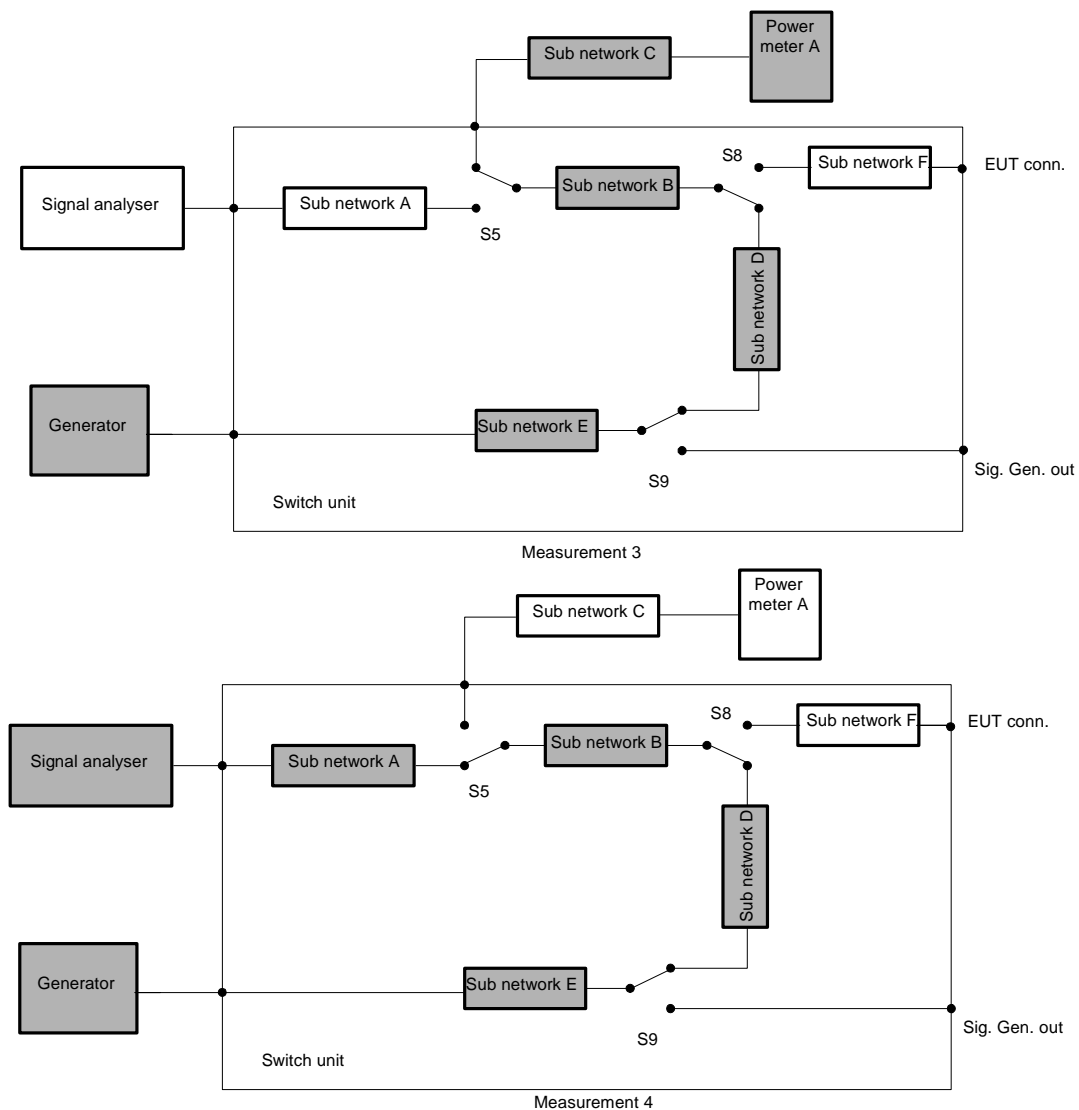 Power
meter A
Sub network C
S8
Sub network F
EUT conn.
Signal analyser
Sub network A
Sub network B
S5
Sub network D
Generator
Sub network E
S9
Sig. Gen. out
Switch unit
Measurement 3
Power
meter A
Sub network C
S8
Sub network F
EUT conn.
Signal analyser
Sub network A
Sub network B
S5
Sub network D
Generator
Sub network E
S9
Sig. Gen. out
Switch unit
Measurement 4